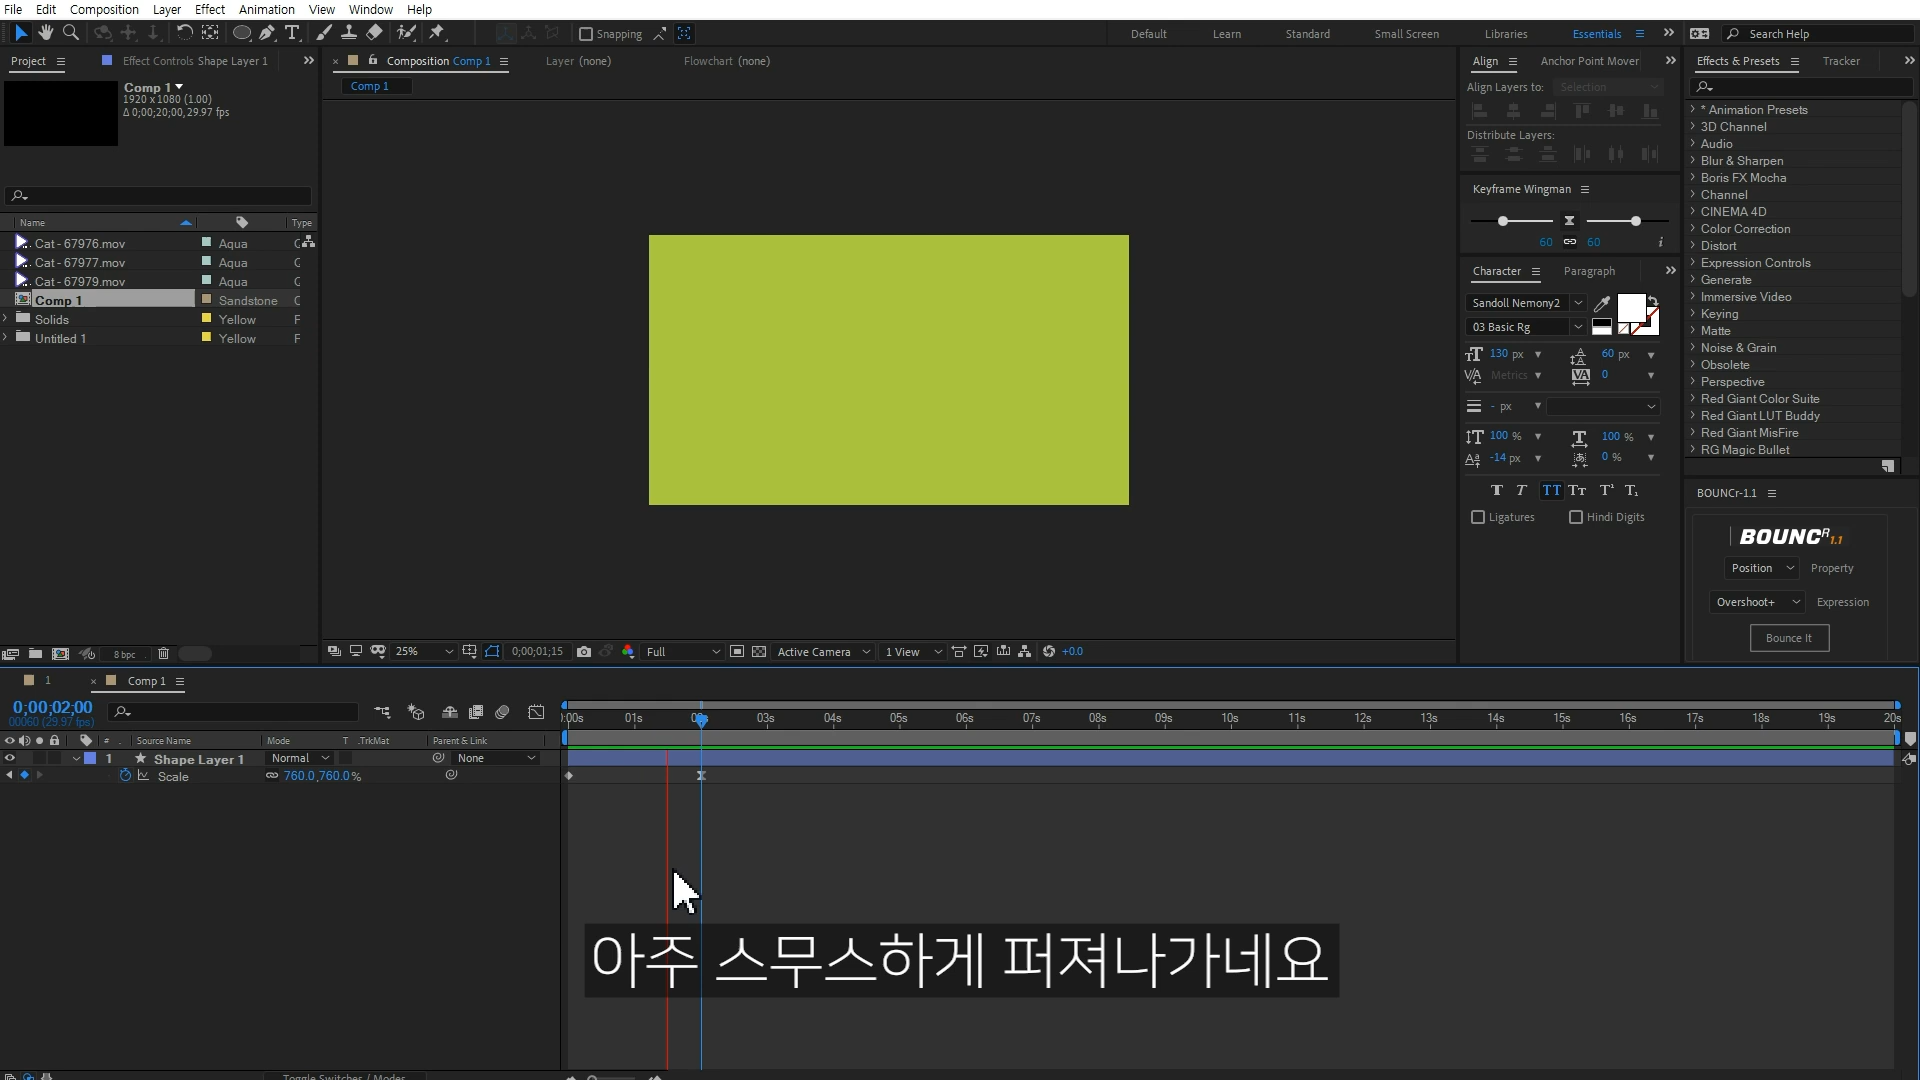 File Edit Composition Layer Effect Animation View Window Help
Snapping
Default Learn Standard Small Screen Libraries Essentials
Search Help
Project
Effect Controls Shape Layer 1
Comp 1
1920 x 1080 (1.00)
Δ 0;00;20;00, 29.97 fps
Name Type
Cat - 67976.mov Aqua
Cat - 67977.mov Aqua
Cat - 67979.mov Aqua
Comp 1 Sandstone C
Solids Yellow F
Untitled 1 Yellow F
8 bpc
Composition Comp 1
Layer (none)
Flowchart (none)
Comp 1
25% 0;00;01;15 Full Active Camera 1 View +0.0
Align Anchor Point Mover
Align Layers to: Selection
Distribute Layers:
Keyframe Wingman
60 60
Character Paragraph
Sandoll Nemony2
03 Basic Rg
130 px 60 px
Metrics 0
- px
100 % 100 %
-14 px 0 %
Ligatures Hindi Digits
Effects & Presets Tracker
* Animation Presets
3D Channel
Audio
Blur & Sharpen
Boris FX Mocha
Channel
CINEMA 4D
Color Correction
Distort
Expression Controls
Generate
Immersive Video
Keying
Matte
Noise & Grain
Obsolete
Perspective
Red Giant Color Suite
Red Giant LUT Buddy
Red Giant MisFire
RG Magic Bullet
BOUNCr-1.1
BOUNCR 1.1
Position Property
Overshoot+ Expression
Bounce It
1 Comp 1
0;00;02;00
00060 (29.97 fps)
# Source Name Mode T .TrkMat Parent & Link
1 Shape Layer 1 Normal None
Scale 760.0,760.0%
:00s 01s 02s 03s 04s 05s 06s 07s 08s 09s 10s 11s 12s 13s 14s 15s 16s 17s 18s 19s 20s
아주 스무스하게 퍼져나가네요
Toggle Switches / Modes